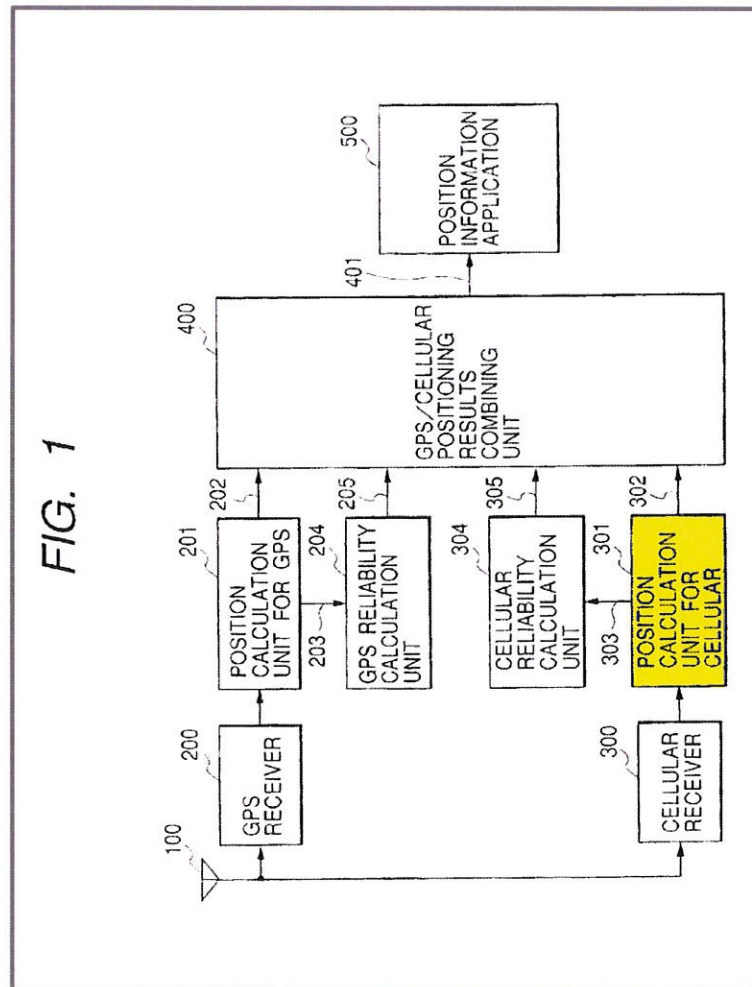 FIG. 1
100
200
GPS
RECEIVER
201
POSITION
CALCULATION
UNIT FOR GPS
202
203
204
GPS RELIABILITY
CALCULATION
UNIT
205
300
CELLULAR
RECEIVER
301
POSITION
CALCULATION
UNIT FOR
CELLULAR
302
303
304
CELLULAR
RELIABILITY
CALCULATION
UNIT
305
400
GPS/CELLULAR
POSITIONING
RESULTS
COMBINING
UNIT
401
500
POSITION
INFORMATION
APPLICATION